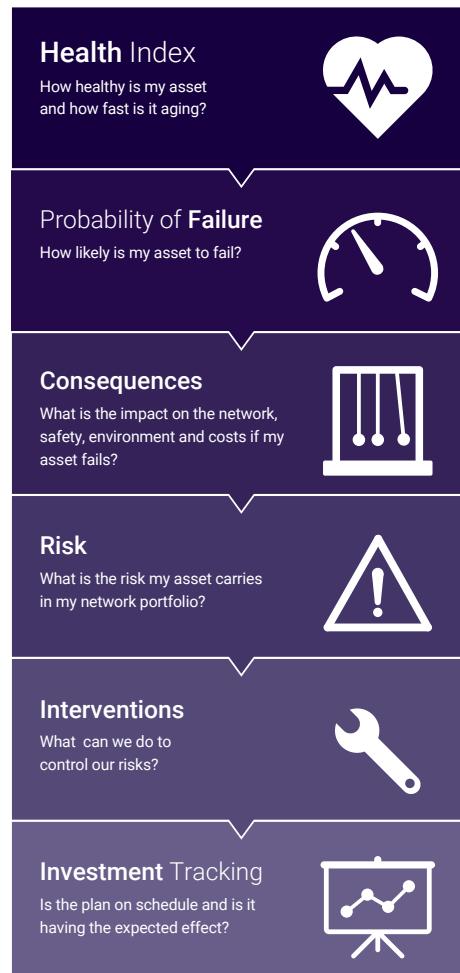 Health Index
How healthy is my asset
and how fast is it aging?
Probability of Failure
How likely is my asset to fail?
Consequences
What is the impact on the network,
safety, environment and costs if my
asset fails?
Risk
What is the risk my asset carries
in my network portfolio?
Interventions
What can we do to
control our risks?
Investment Tracking
Is the plan on schedule and is it
having the expected effect?